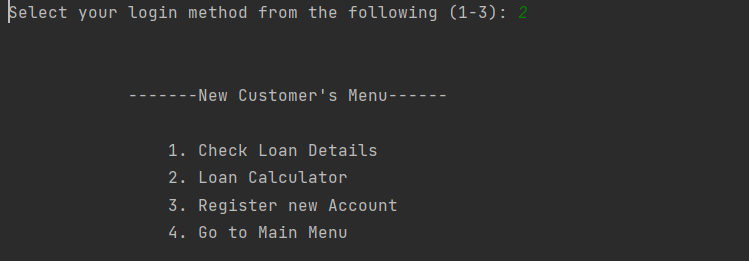 Select your login method from the following (1-3): 2
-------New Customer's Menu------
1. Check Loan Details
2. Loan Calculator
3. Register new Account
4. Go to Main Menu